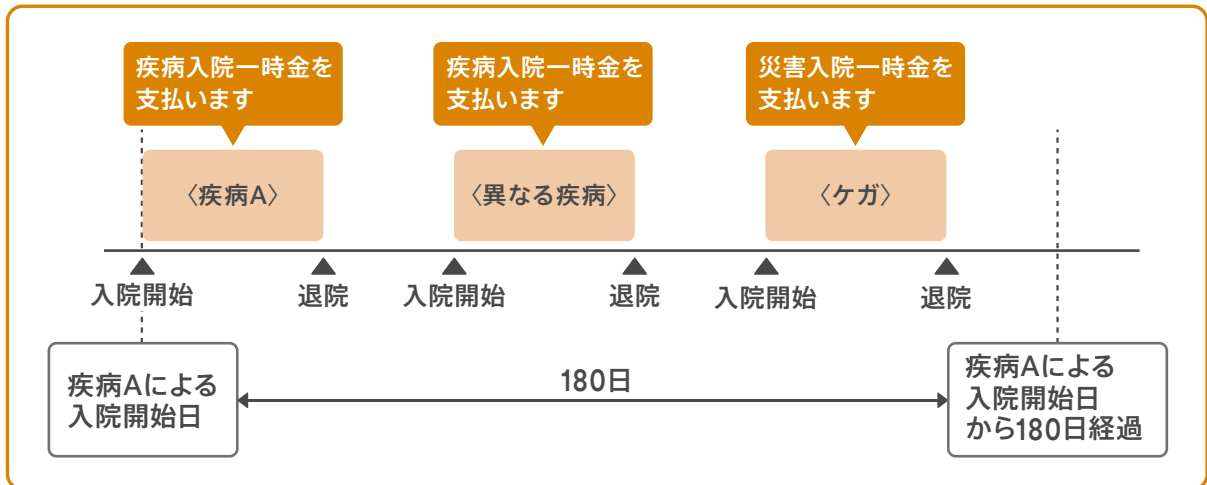 疾病入院一時金を
支払います
疾病入院一時金を
支払います
災害入院一時金を
支払います
〈疾病A〉
〈異なる疾病〉
〈ケガ〉
入院開始
退院
入院開始
退院
入院開始
退院
疾病Aによる
入院開始日
180日
疾病Aによる
入院開始日
から180日経過